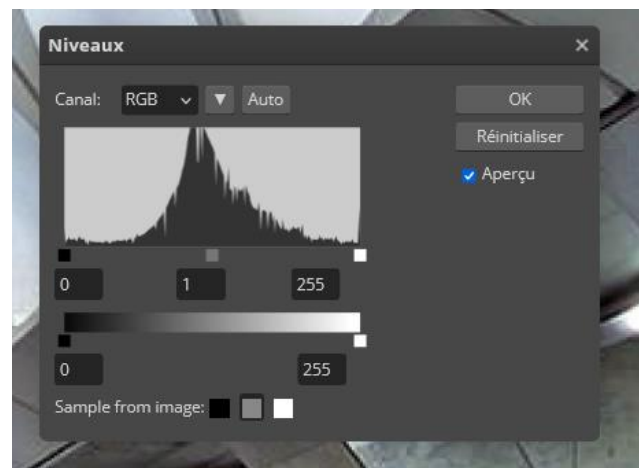 Niveaux
Canal: RGB Auto OK
Réinitialiser
Aperçu
0 1 255
0 255
Sample from image: